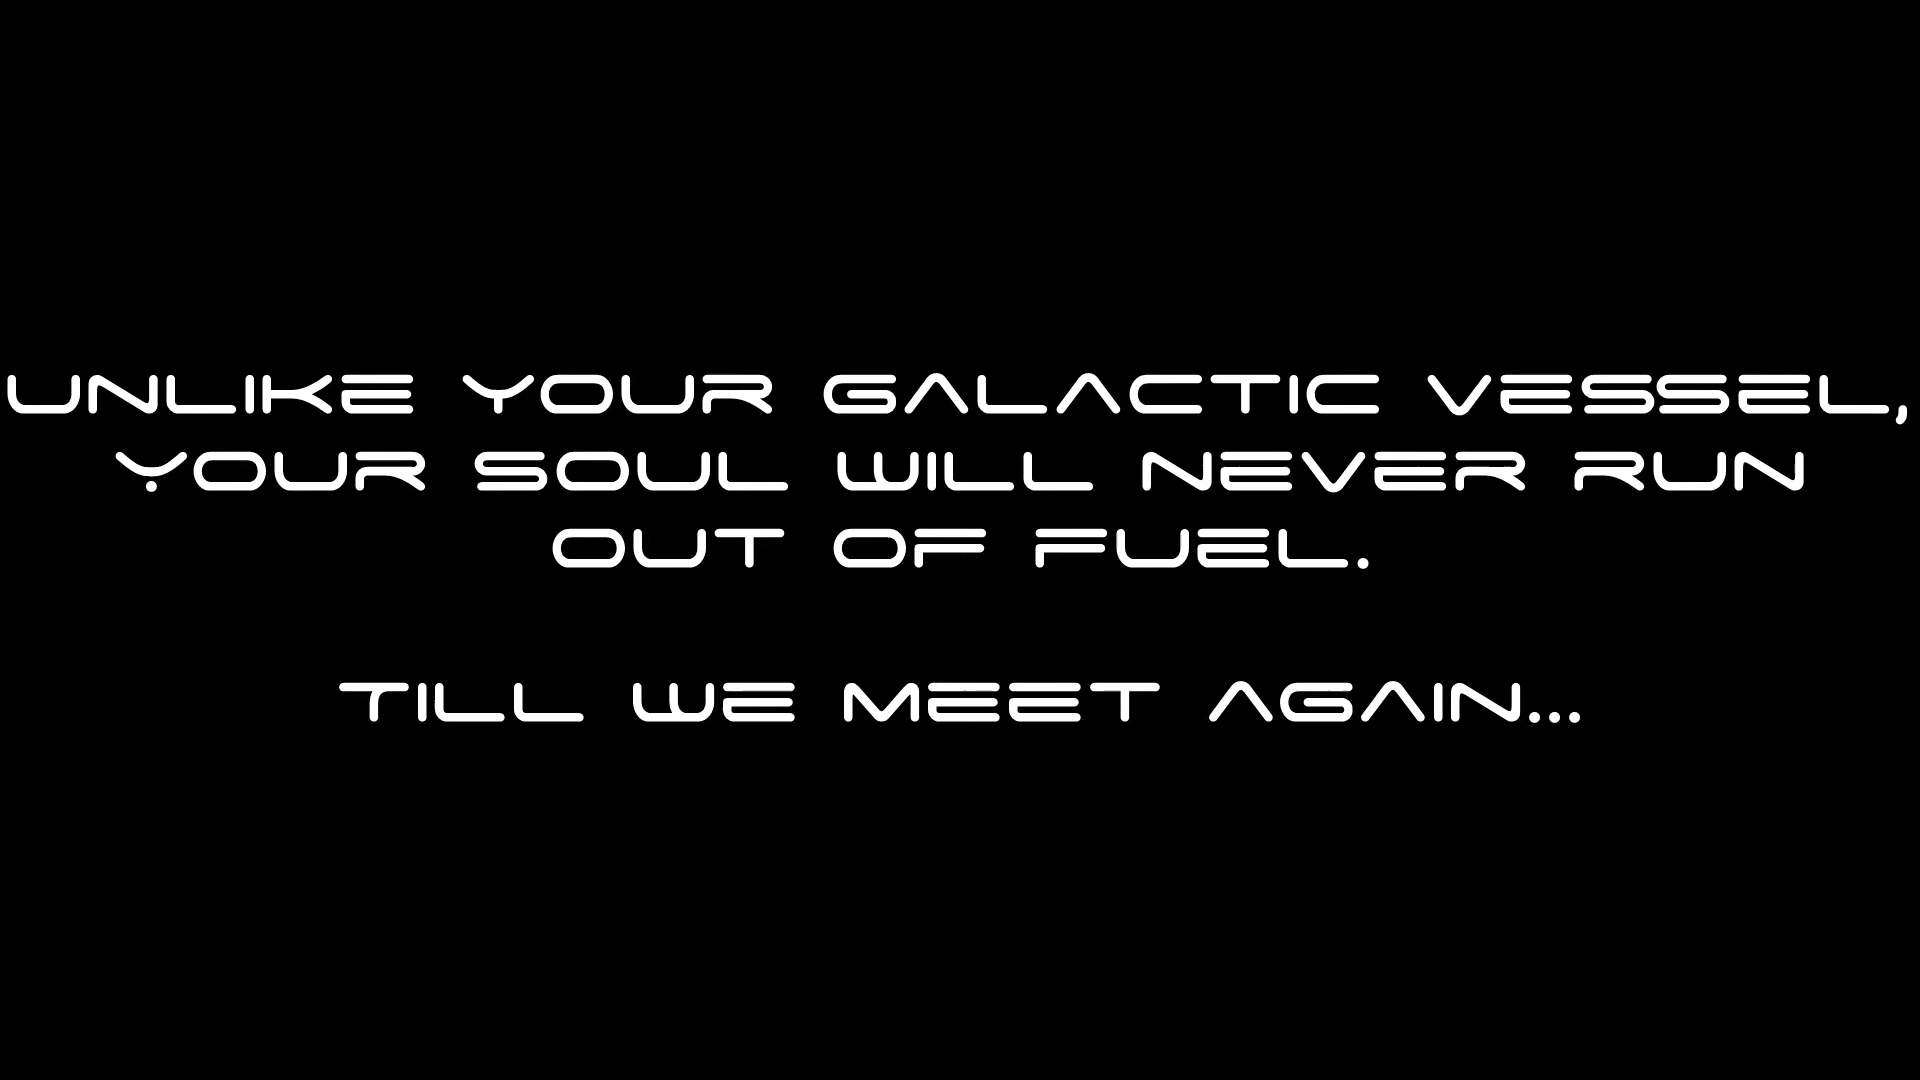 UNLIKE YOUR GALACTIC VESSEL,
YOUR SOUL WILL NEVER RUN
OUT OF FUEL.
TILL WE MEET AGAIN...